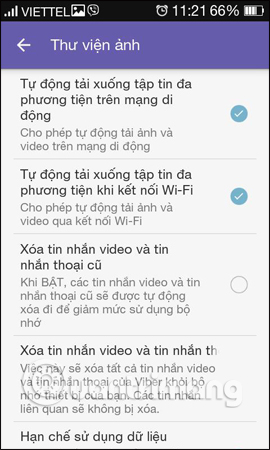 VIETTEL 11:21 66%
Thư viện ảnh
Tự động tải xuống tập tin đa
phương tiện trên mạng di
động
Cho phép tự động tải ảnh và
video trên mạng di động
Tự động tải xuống tập tin đa
phương tiện khi kết nối Wi-Fi
Cho phép tự động tải ảnh và
video qua kết nối Wi-Fi
Xóa tin nhắn video và tin
nhắn thoại cũ
Khi BẬT, các tin nhắn video và
tin nhắn thoại cũ sẽ được tự động
xóa đi để giảm mức sử dụng bộ
nhớ
Xóa tin nhắn video và tin nhắn th
Việc này sẽ xóa tất cả tin nhắn video
và tin nhắn thoại của Viber khỏi bộ
nhớ thiết bị của bạn. Các tin nhắn
liên quan sẽ không bị xóa.
Hạn chế sử dụng dữ liệu